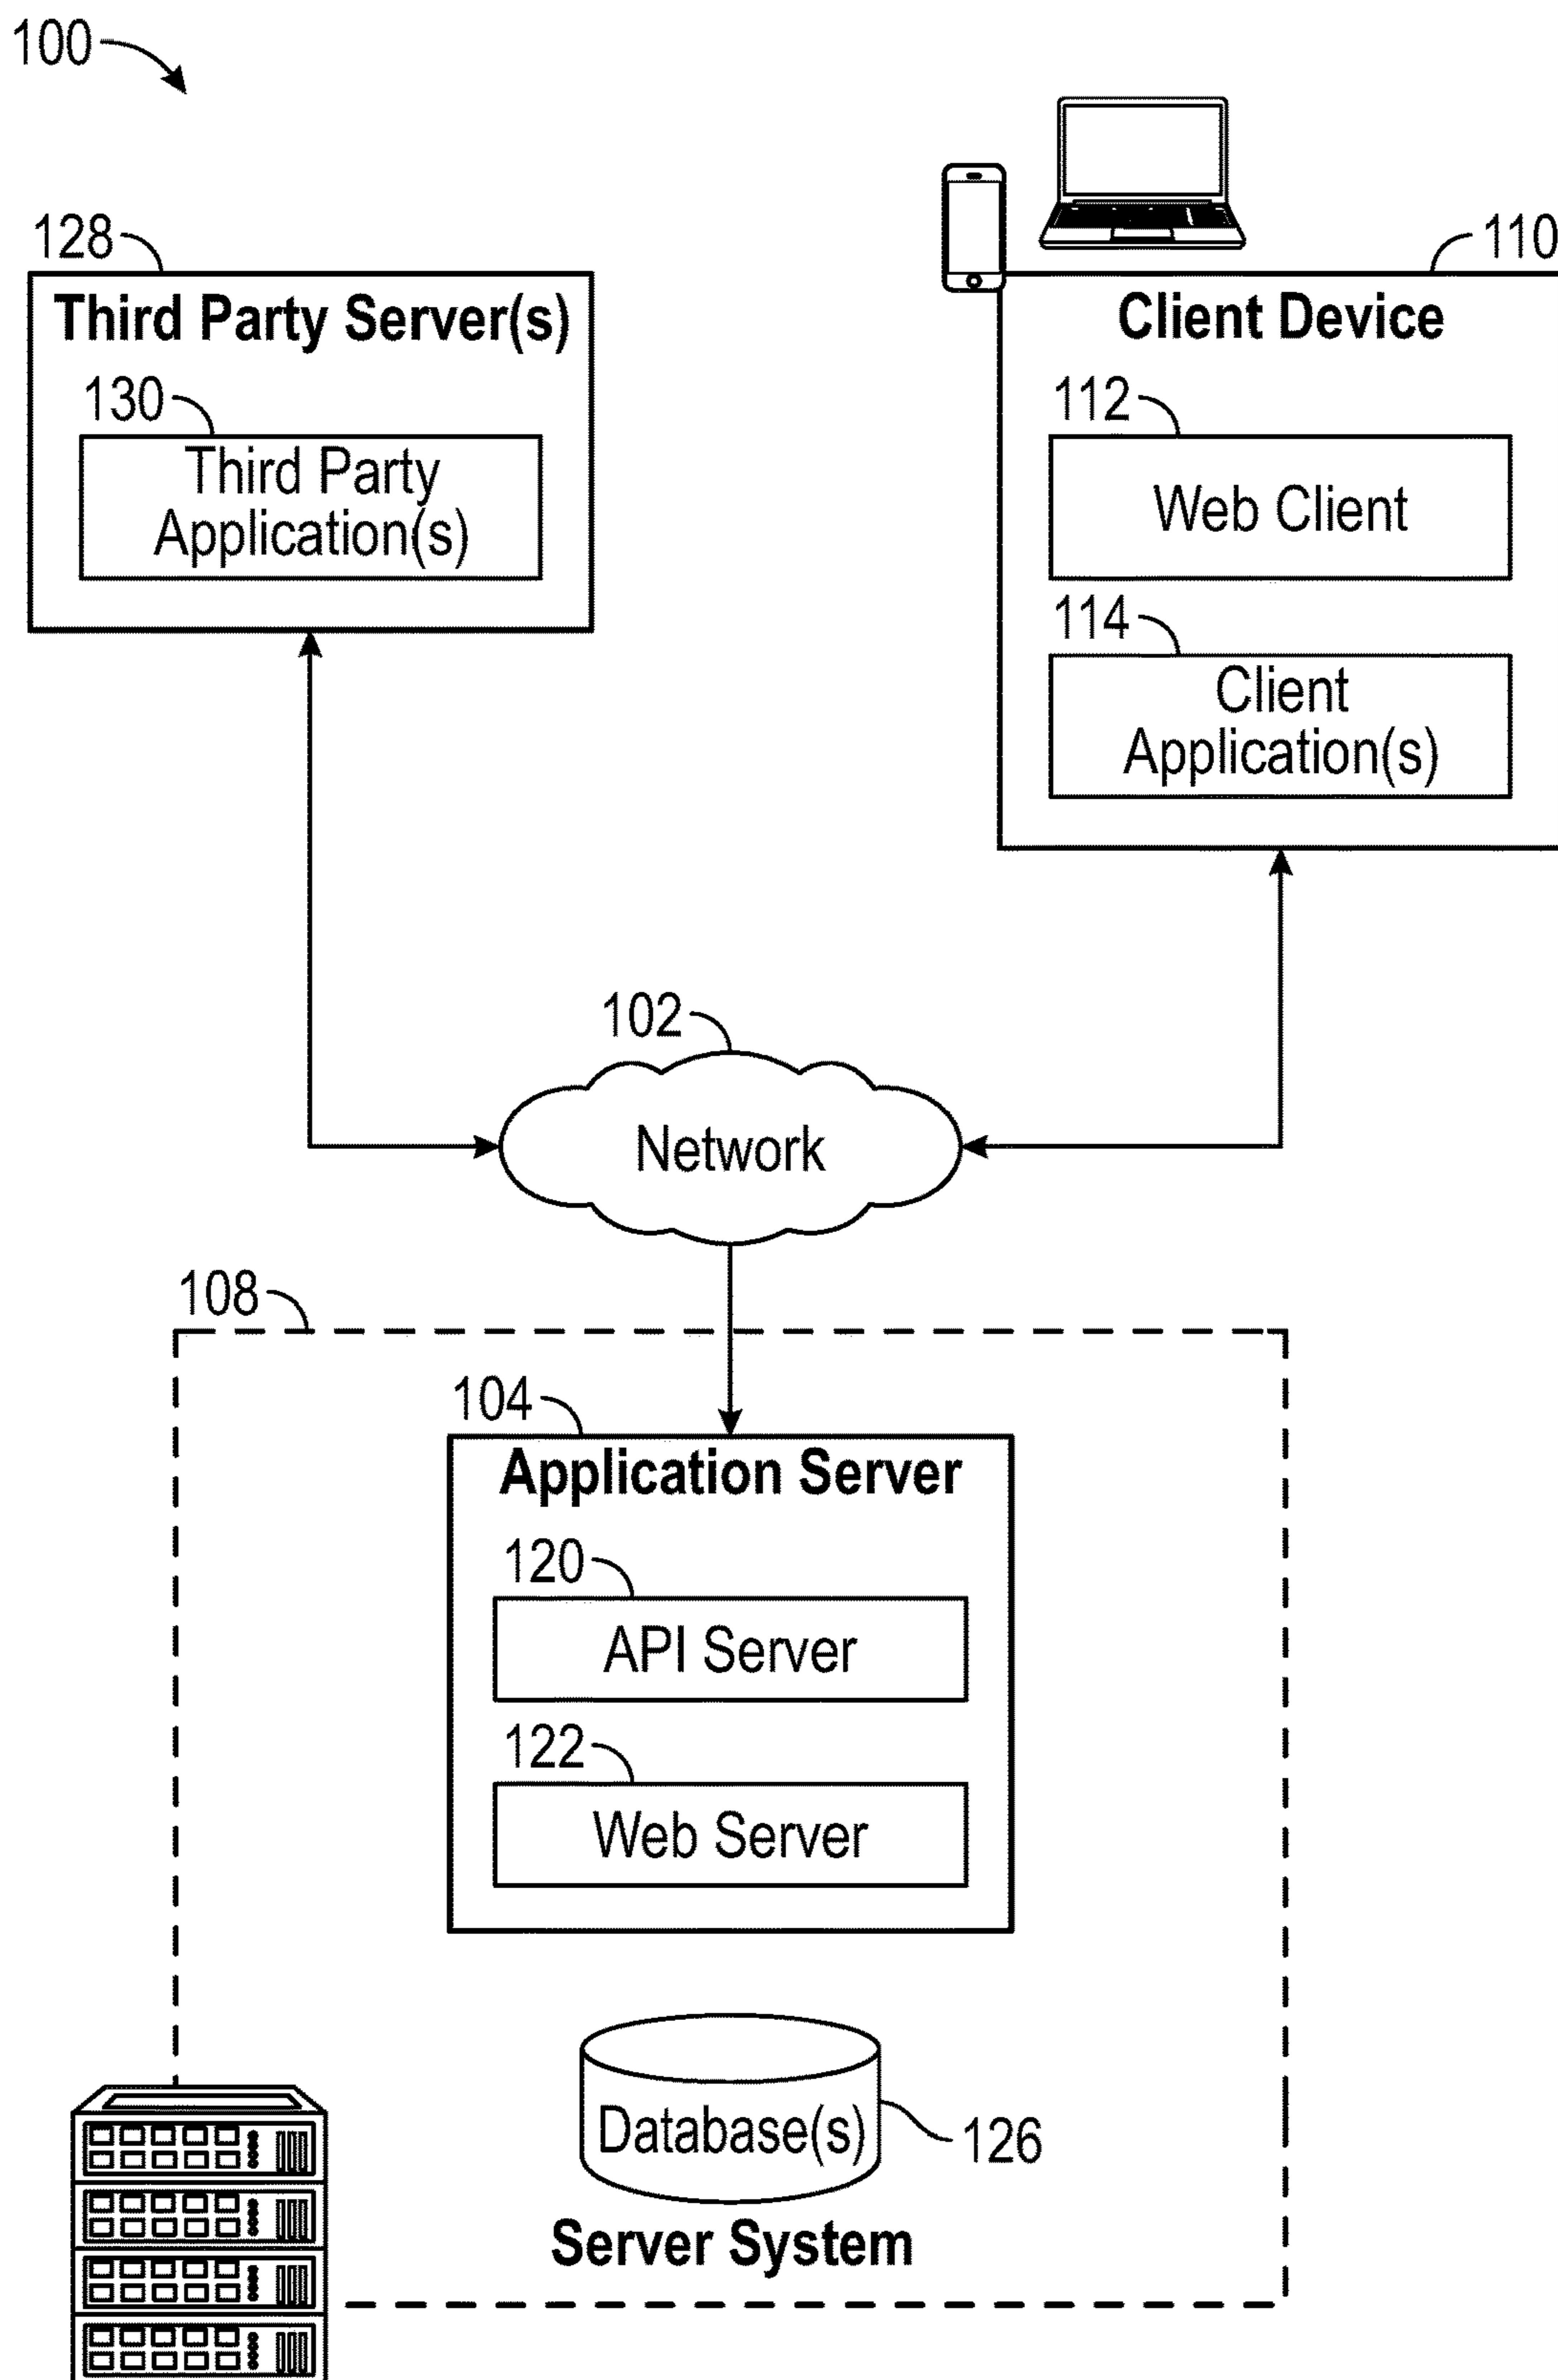 100
128
Third Party Server(s)
130
Third Party
Application(s)
110
Client Device
112
Web Client
114
Client
Application(s)
102
Network
108
104
Application Server
120
API Server
122
Web Server
Database(s)
126
Server System